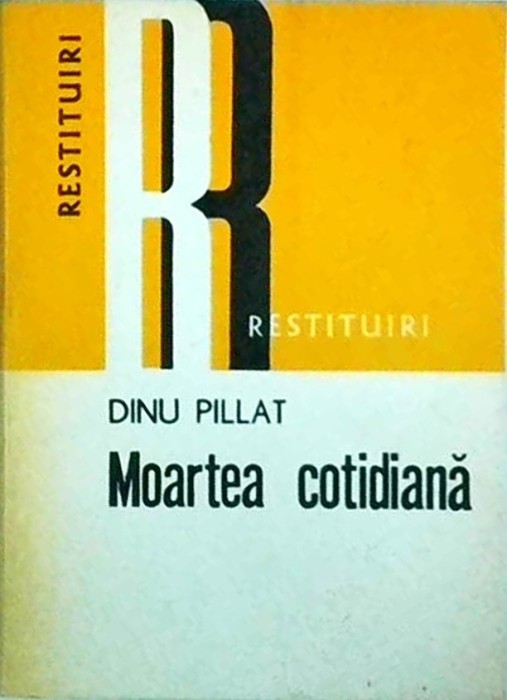 RESTITUIRI
R
RESTITUIRI
DINU PILLAT
Moartea cotidiană